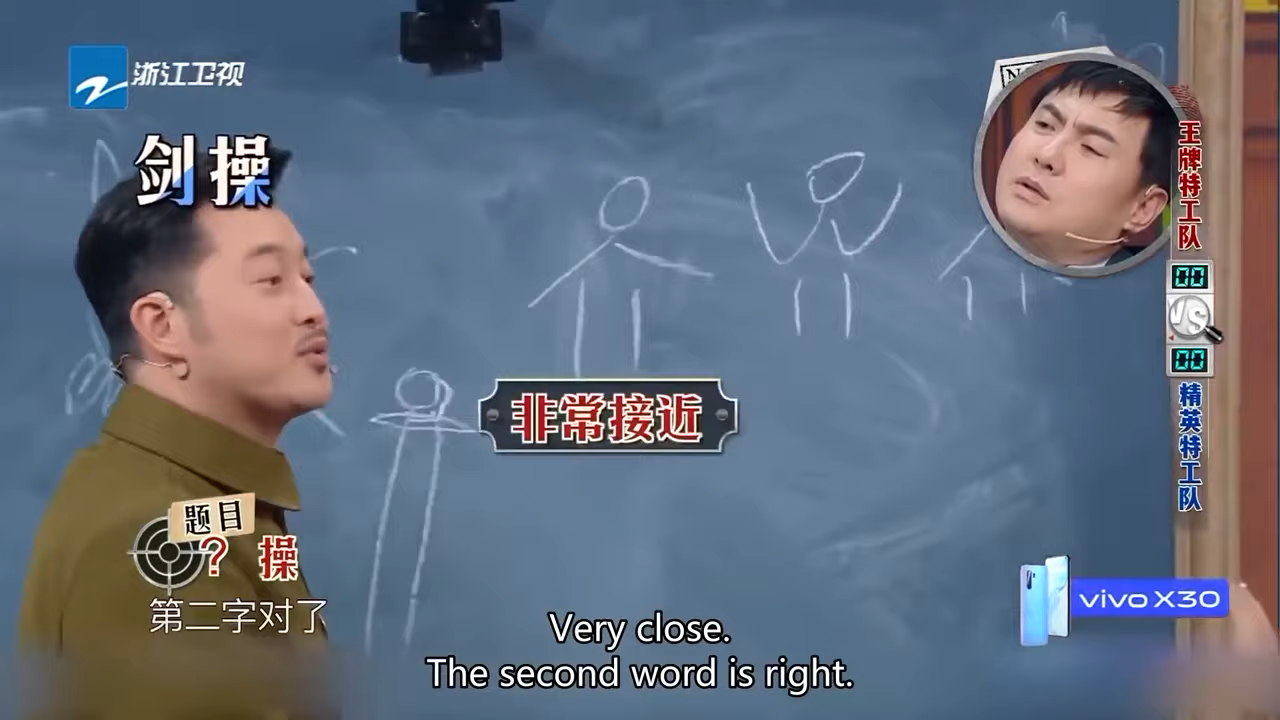 浙江卫视
剑操
王牌特工队
00
VS
00
精英特工队
非常接近
题目
? 操
第二字对了
vivo X30
Very close.
The second word is right.